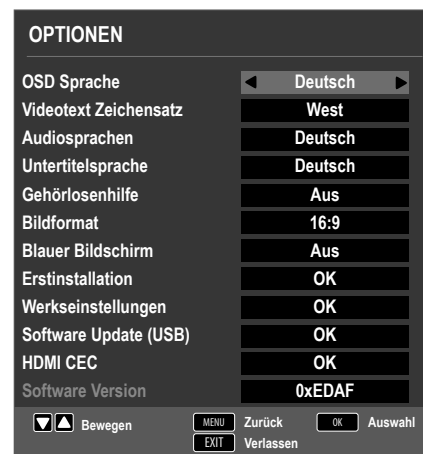 OPTIONEN
OSD Sprache Deutsch
Videotext Zeichensatz West
Audiosprachen Deutsch
Untertitelsprache Deutsch
Gehörlosenhilfe Aus
Bildformat 16:9
Blauer Bildschirm Aus
Erstinstallation OK
Werkseinstellungen OK
Software Update (USB) OK
HDMI CEC OK
Software Version 0xEDAF
Bewegen MENU Zurück OK Auswahl
EXIT Verlassen